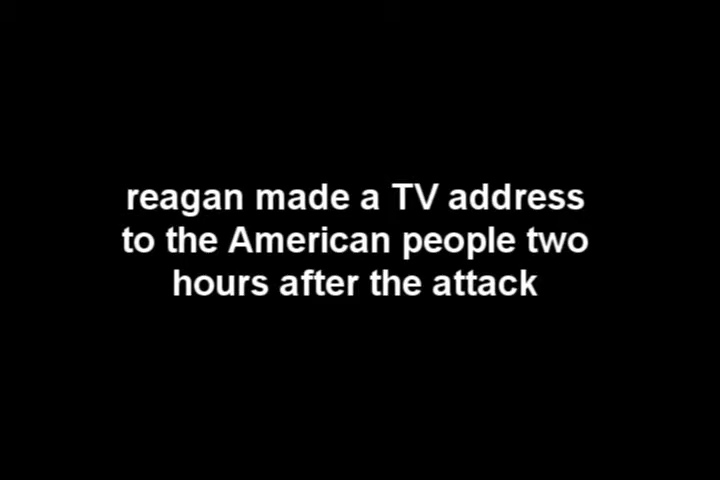 reagan made a TV address
to the American people two
hours after the attack